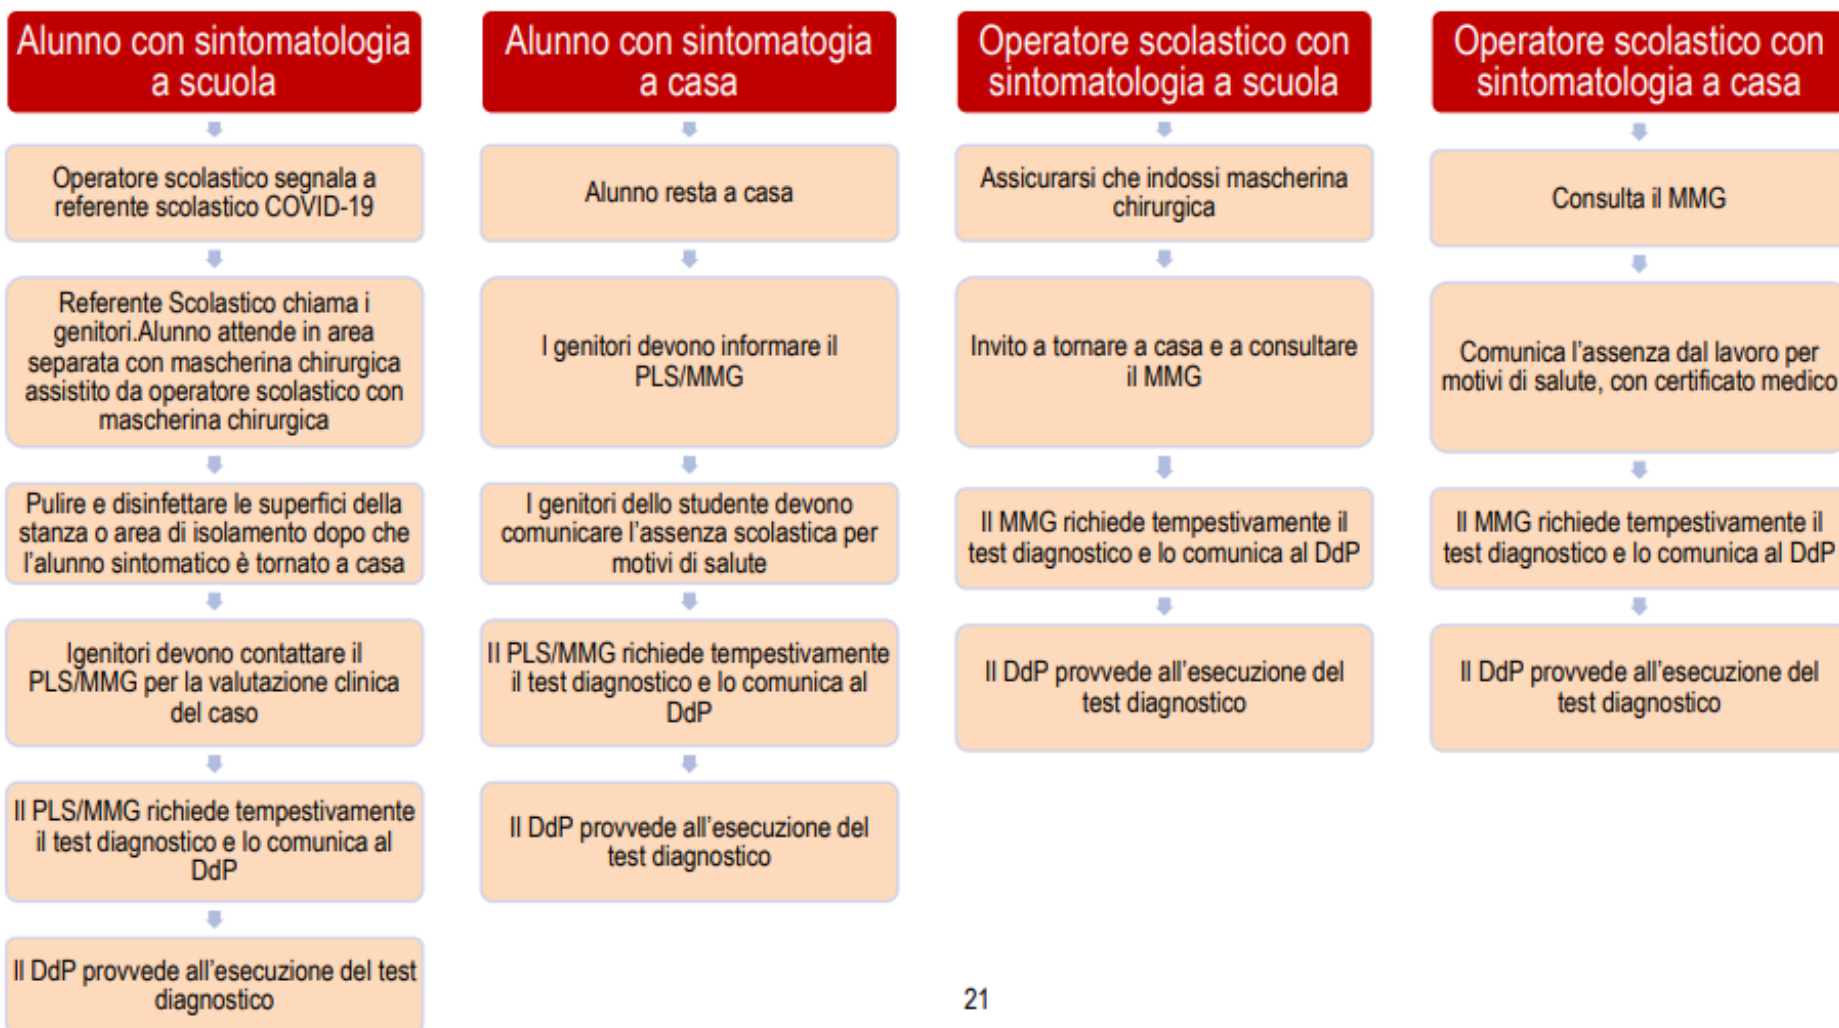 Alunno con sintomatologia
a scuola
Operatore scolastico segnala a
referente scolastico COVID-19
Referente Scolastico chiama i
genitori.Alunno attende in area
separata con mascherina chirurgica
assistito da operatore scolastico con
mascherina chirurgica
Pulire e disinfettare le superfici della
stanza o area di isolamento dopo che
l'alunno sintomatico è tornato a casa
Igenitori devono contattare il
PLS/MMG per la valutazione clinica
del caso
Il PLS/MMG richiede tempestivamente
il test diagnostico e lo comunica al
DdP
Il DdP provvede all'esecuzione del test
diagnostico
Alunno con sintomatogia
a casa
Alunno resta a casa
I genitori devono informare il
PLS/MMG
I genitori dello studente devono
comunicare l'assenza scolastica per
motivi di salute
Il PLS/MMG richiede tempestivamente
il test diagnostico e lo comunica al
DdP
Il DdP provvede all'esecuzione del
test diagnostico
Operatore scolastico con
sintomatologia a scuola
Assicurarsi che indossi mascherina
chirurgica
Invito a tornare a casa e a consultare
il MMG
Il MMG richiede tempestivamente il
test diagnostico e lo comunica al DdP
Il DdP provvede all'esecuzione del
test diagnostico
Operatore scolastico con
sintomatologia a casa
Consulta il MMG
Comunica l'assenza dal lavoro per
motivi di salute, con certificato medico
Il MMG richiede tempestivamente il
test diagnostico e lo comunica al DdP
Il DdP provvede all'esecuzione del
test diagnostico
21